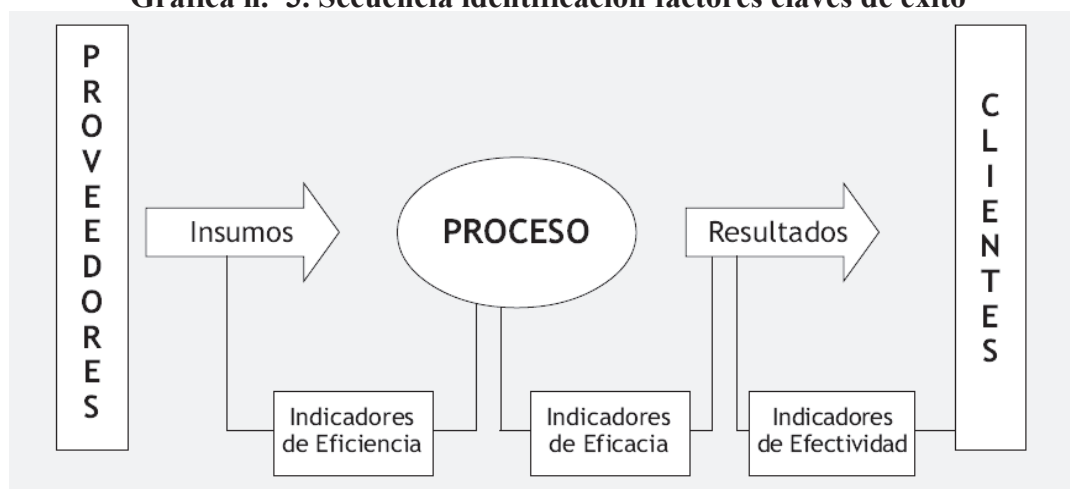 Gráfica n.º 3. Secuencia identificación factores claves de éxito
PROVEEDORES
Insumos
PROCESO
Resultados
CLIENTES
Indicadores
de Eficiencia
Indicadores
de Eficacia
Indicadores
de Efectividad